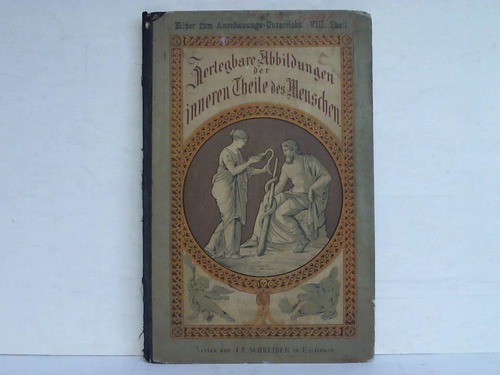 Bilder zum Anschauungs-Unterricht. VIII. Theil
Zerlegbare Abbildungen
der
inneren Theile des Menschen
Verlag von J. F. SCHREIBER in Esslingen